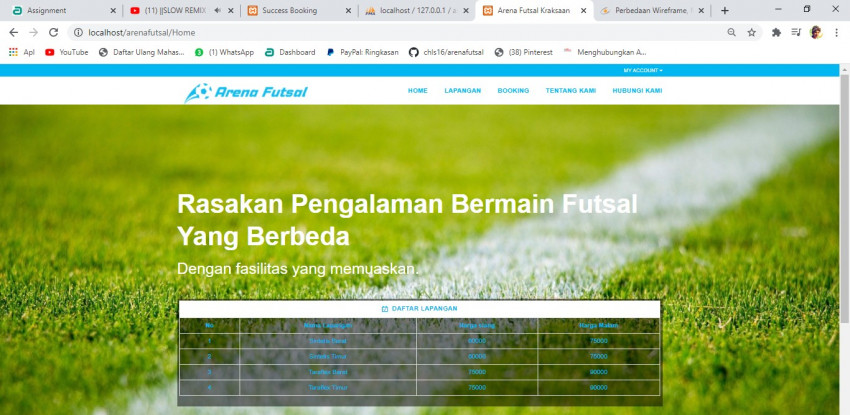 Assignment
(11) ||SLOW REMIX
Success Booking
localhost / 127.0.0.1 / a
Arena Futsal Kraksaan
Perbedaan Wireframe,
localhost/arenafutsal/Home
Apl
YouTube
Daftar Ulang Mahas...
(1) WhatsApp
Dashboard
PayPal: Ringkasan
chls16/arenafutsal
(38) Pinterest
Menghubungkan A...
MY ACCOUNT
Arena Futsal
HOME
LAPANGAN
BOOKING
TENTANG KAMI
HUBUNGI KAMI
Rasakan Pengalaman Bermain Futsal
Yang Berbeda
Dengan fasilitas yang memuaskan.
DAFTAR LAPANGAN
No Nama Lapangan Harga Siang Harga Malam
Sintetis Barat 60000 75000
2 Sintetis Timur 60000 75000
3 Taraflex Barat 75000 90000
4 Taraflex Timur 75000 90000